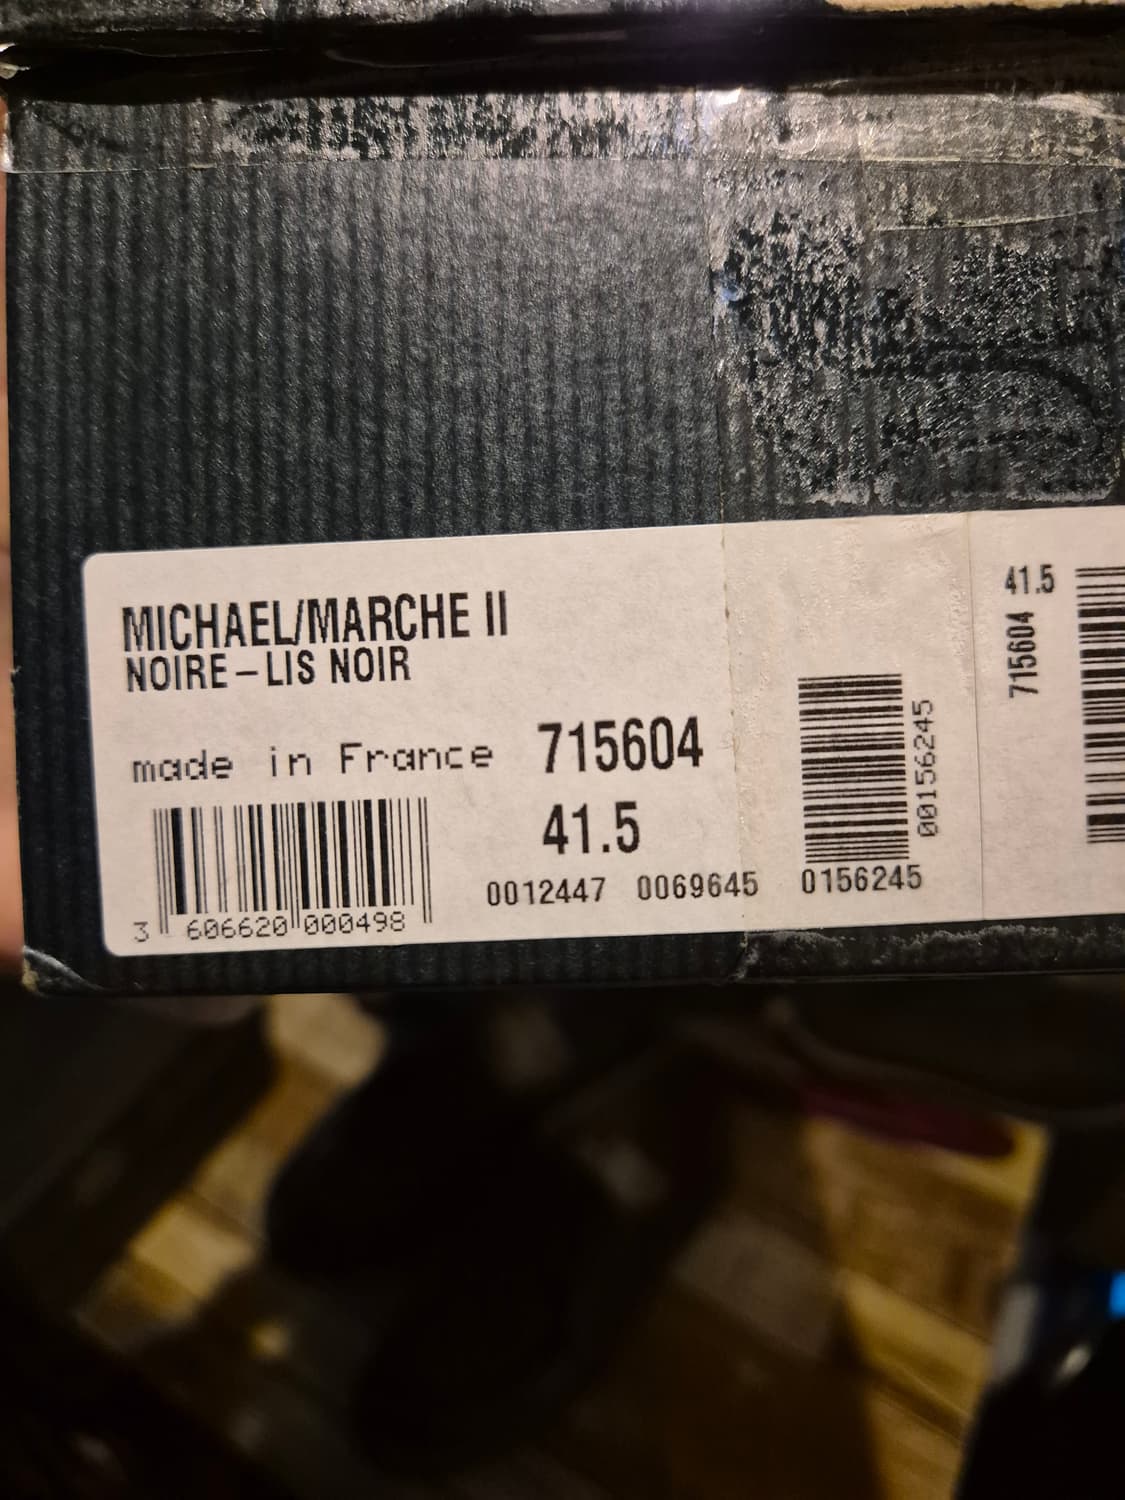 MICHAEL/MARCHE II
NOIRE – LIS NOIR
made in France 715604
41.5
0012447 0069645 0156245
3 606620 000498
00156245
41.5
715604